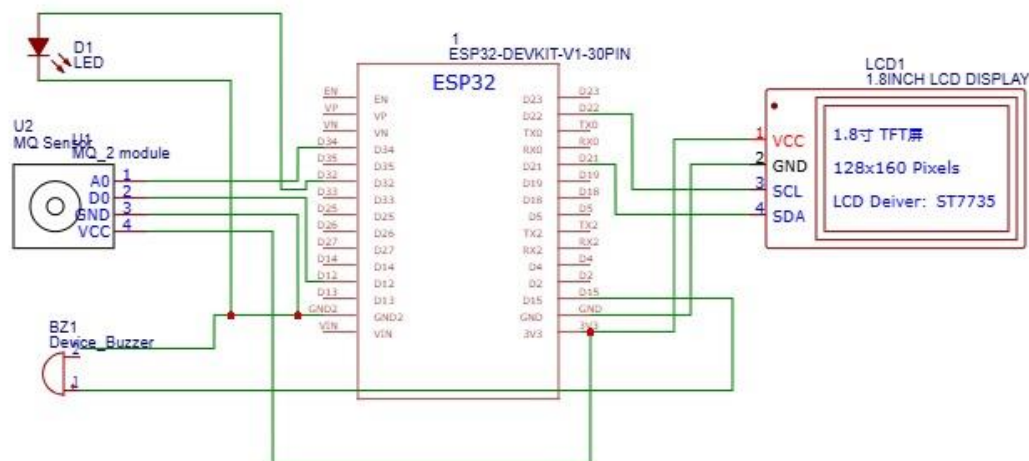 D1
LED
1
ESP32-DEVKIT-V1-30PIN
ESP32
LCD1
1.8INCH LCD DISPLAY
U2
MQ Sensor
U1
MQ_2 module
A0 1
D0 2
GND 3
VCC 4
BZ1
Device_Buzzer
2
1
EN EN
VP VP
VN VN
D34 D34
D35 D35
D32 D32
D33 D33
D25 D25
D26 D26
D27 D27
D14 D14
D12 D12
D13 D13
GND2 GND2
VIN VIN
D23 D23
D22 D22
TX0 TX0
RX0 RX0
D21 D21
D19 D19
D18 D18
D5 D5
TX2 TX2
RX2 RX2
D4 D4
D2 D2
D15 D15
GND GND
3V3 3V3
1 VCC
2 GND
3 SCL
4 SDA
1.8寸 TFT屏
128x160 Pixels
LCD Deiver: ST7735